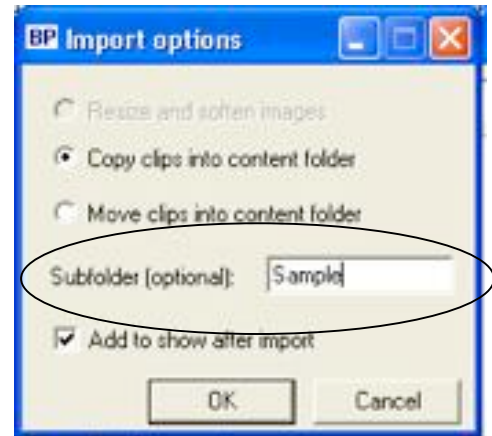 BP Import options
Resize and soften images
Copy clips into content folder
Move clips into content folder
Subfolder (optional): Sample
Add to show after import
OK Cancel